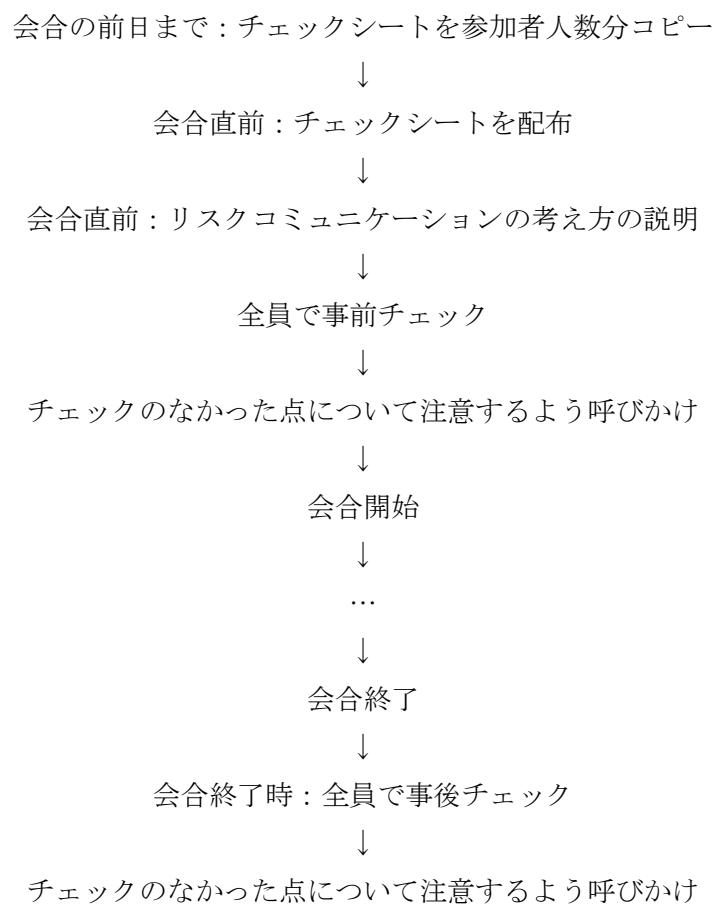 会合の前日まで：チェックシートを参加者人数分コピー
↓
会合直前：チェックシートを配布
↓
会合直前：リスクコミュニケーションの考え方の説明
↓
全員で事前チェック
↓
チェックのなかった点について注意するよう呼びかけ
↓
会合開始
↓
…
↓
会合終了
↓
会合終了時：全員で事後チェック
↓
チェックのなかった点について注意するよう呼びかけ